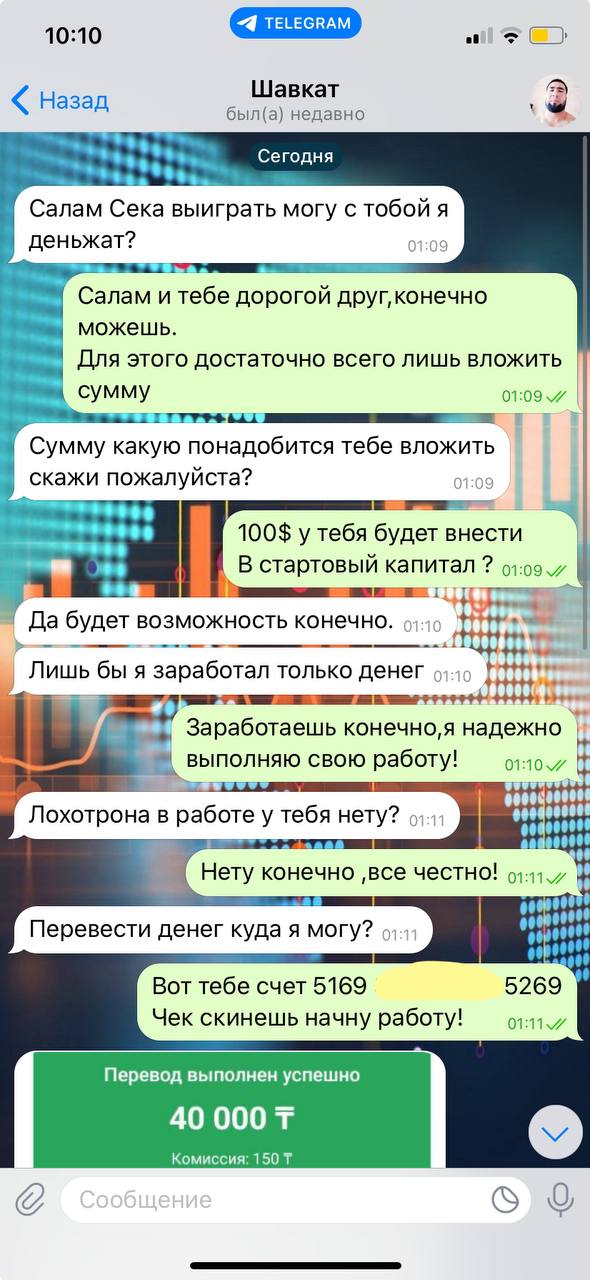 10:10
TELEGRAM
Назад
Шавкат
был(а) недавно
Сегодня
Салам Сека выиграть могу с тобой я
деньжат?
01:09
Салам и тебе дорогой друг,конечно
можешь.
Для этого достаточно всего лишь вложить
сумму
01:09
Сумму какую понадобится тебе вложить
скажи пожалуйста?
01:09
100$ у тебя будет внести
В стартовый капитал ? 01:09
Да будет возможность конечно. 01:10
Лишь бы я заработал только денег 01:10
Заработаешь конечно,я надежно
выполняю свою работу! 01:10
Лохотрона в работе у тебя нету? 01:11
Нету конечно ,все честно! 01:11
Перевести денег куда я могу? 01:11
Вот тебе счет 5169 5269
Чек скинешь начну работу! 01:11
Перевод выполнен успешно
40 000 ₸
Комиссия: 150 ₸
Сообщение